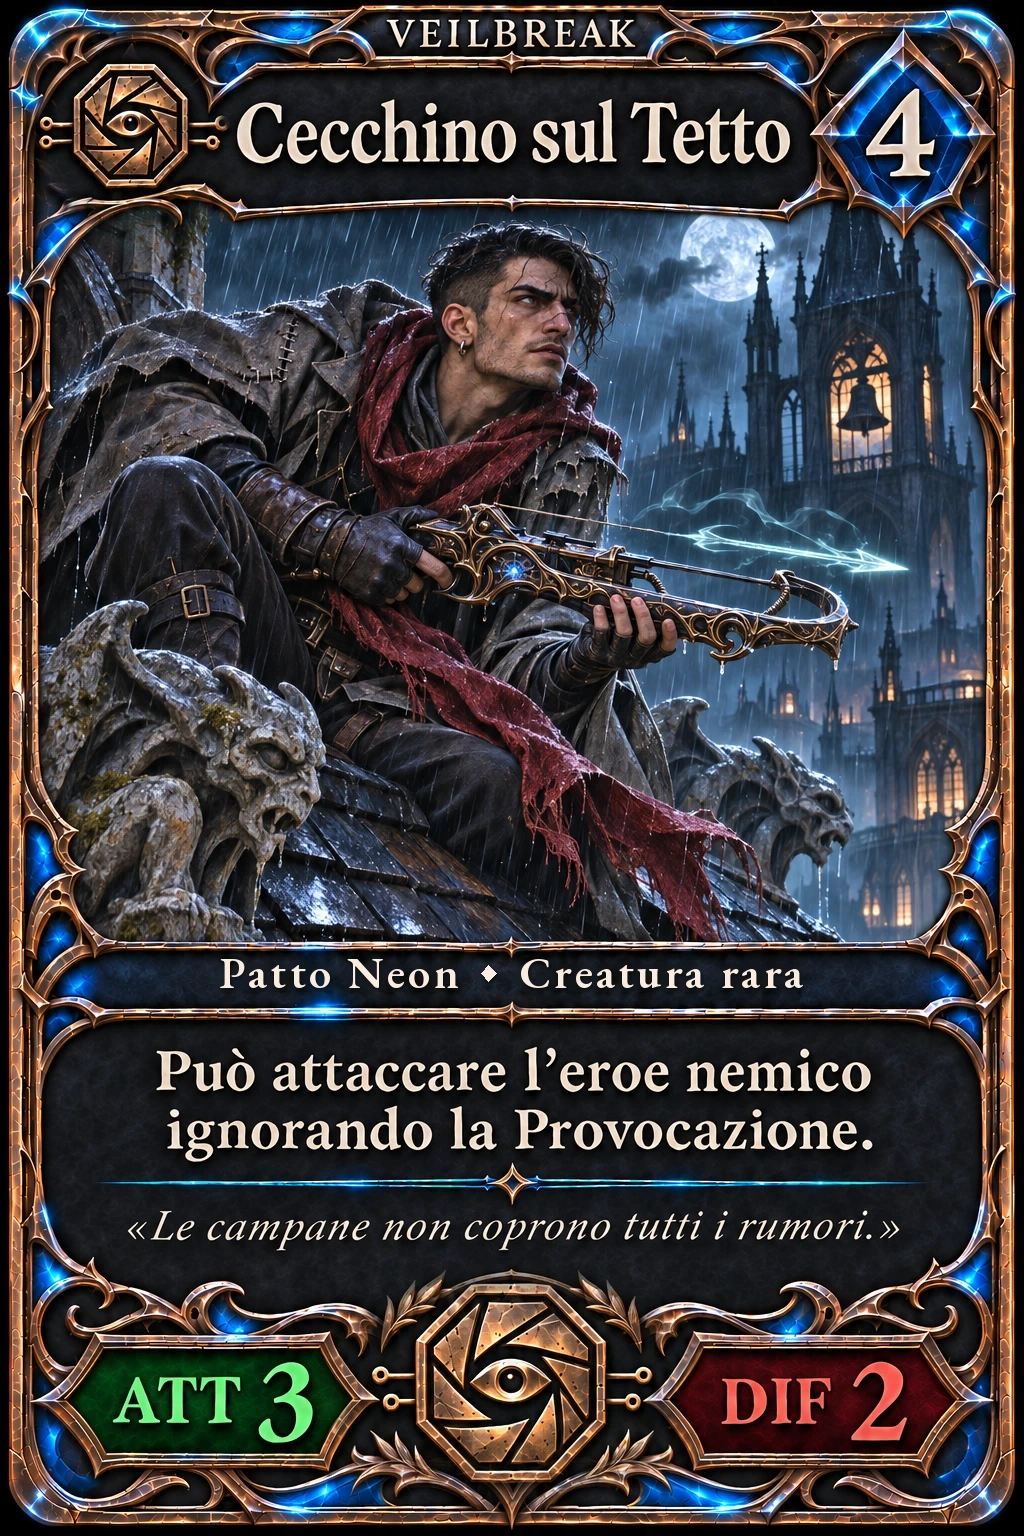 VEILBREAK
Cecchino sul Tetto
4
Patto Neon ◆ Creatura rara
Può attaccare l’eroe nemico
ignorando la Provocazione.
«Le campane non coprono tutti i rumori.»
ATT 3
DIF 2